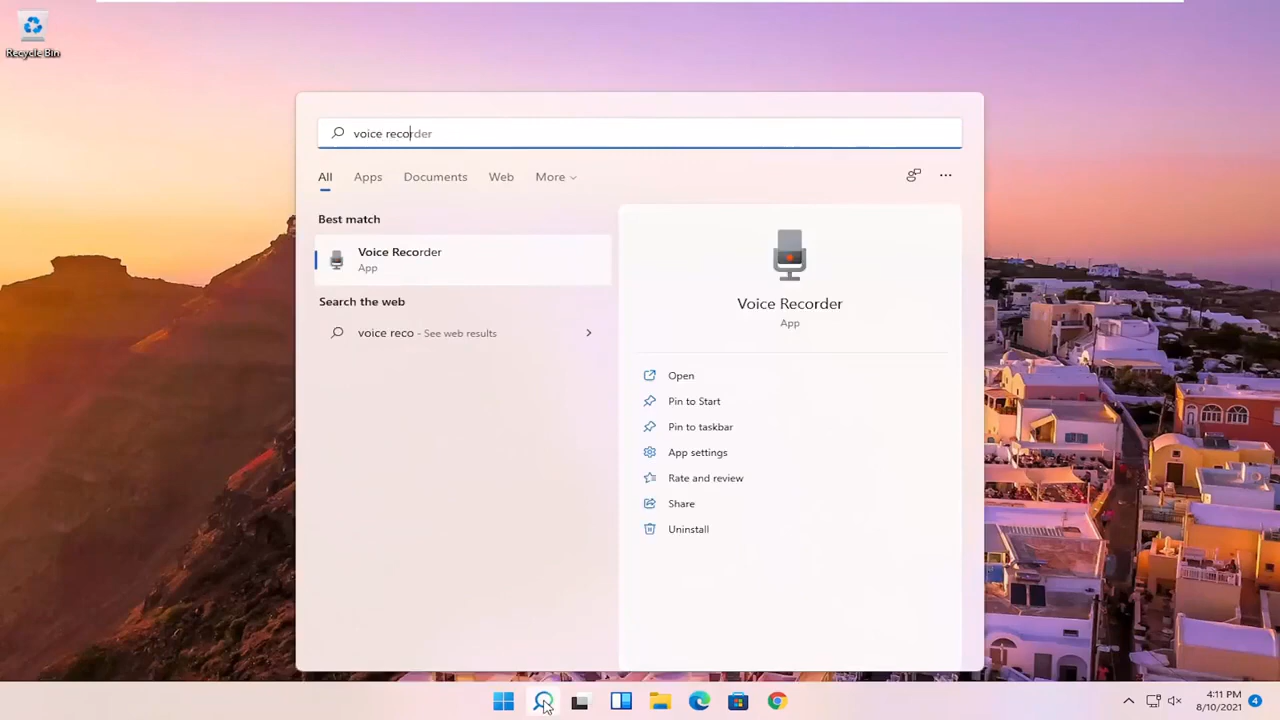 Recycle Bin
voice recorder
All Apps Documents Web More
Best match
Voice Recorder
App
Search the web
voice reco - See web results
Voice Recorder
App
Open
Pin to Start
Pin to taskbar
App settings
Rate and review
Share
Uninstall
4:11 PM
8/10/2021
4